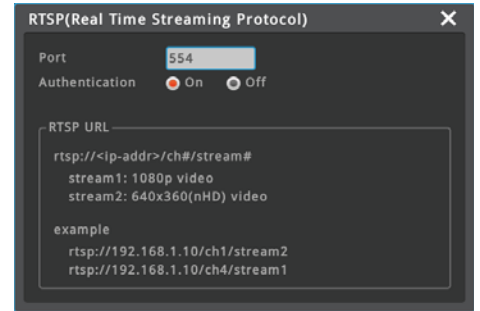 RTSP(Real Time Streaming Protocol)
Port 554
Authentication On Off
RTSP URL
rtsp://<ip-addr>/ch#/stream#
stream1: 1080p video
stream2: 640x360(nHD) video
example
rtsp://192.168.1.10/ch1/stream2
rtsp://192.168.1.10/ch4/stream1